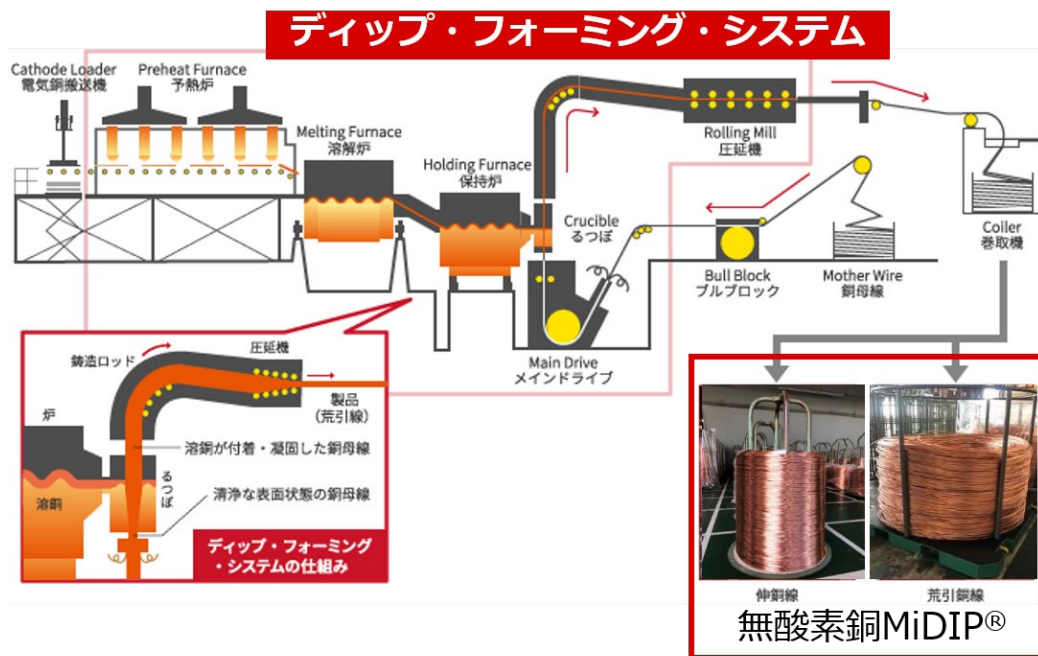 ディップ・フォーミング・システム
Cathode Loader
電気銅搬送機
Preheat Furnace
予熱炉
Melting Furnace
溶解炉
Holding Furnace
保持炉
Crucible
るつぼ
Rolling Mill
圧延機
Coiler
巻取機
Bull Block
ブルブロック
Mother Wire
銅母線
Main Drive
メインドライブ
鋳造ロッド
圧延機
炉
製品
(荒引線)
溶銅が付着・凝固した銅母線
るつぼ
溶銅
清浄な表面状態の銅母線
ディップ・フォーミング
・システムの仕組み
伸銅線
荒引銅線
無酸素銅MiDIP®